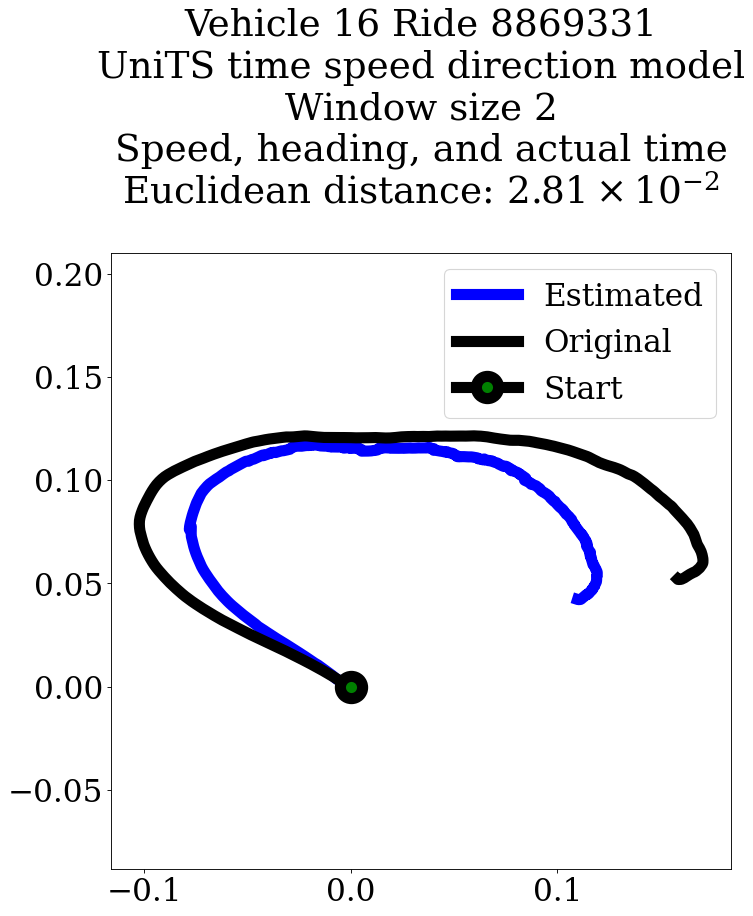 Vehicle 16 Ride 8869331
UniTS time speed direction model
Window size 2
Speed, heading, and actual time
Euclidean distance: 2.81 × 10⁻²
Estimated
Original
Start
0.20
0.15
0.10
0.05
0.00
−0.05
−0.1
0.0
0.1